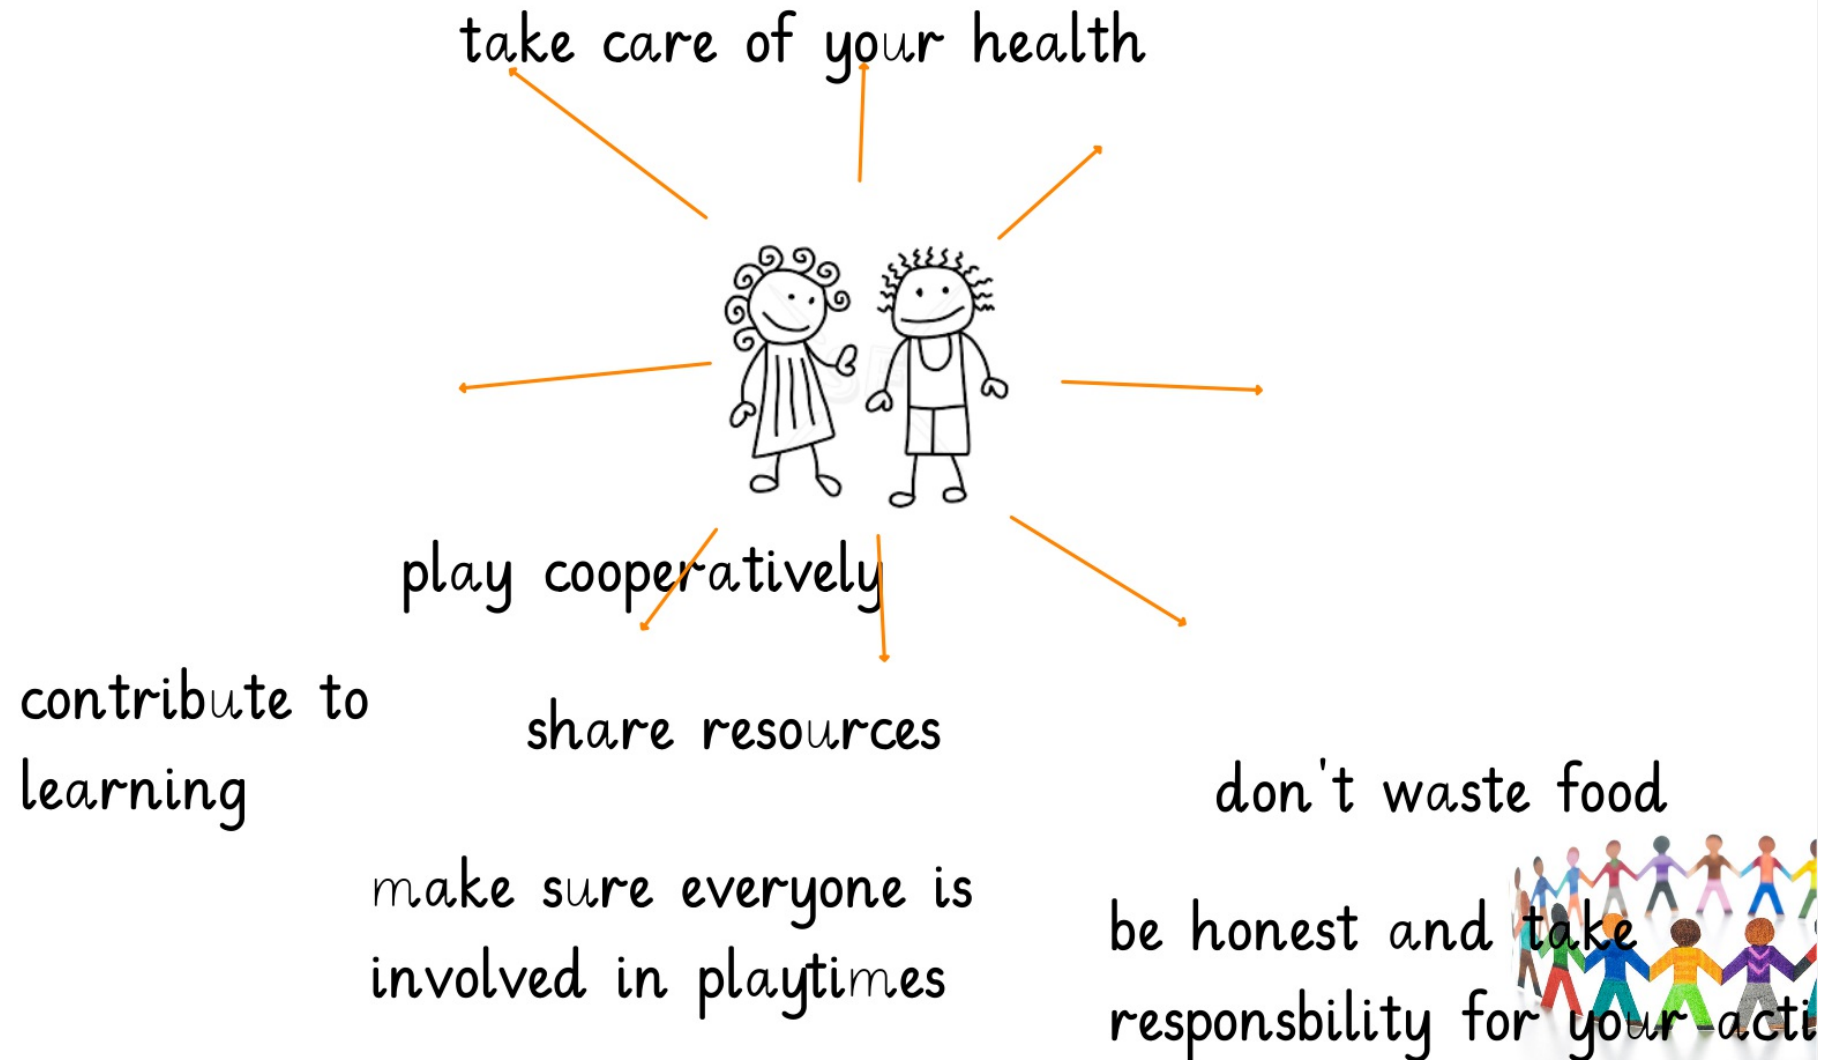 take care of your health
play cooperatively
contribute to
learning
share resources
don't waste food
make sure everyone is
involved in playtimes
be honest and take
responsbility for your acti